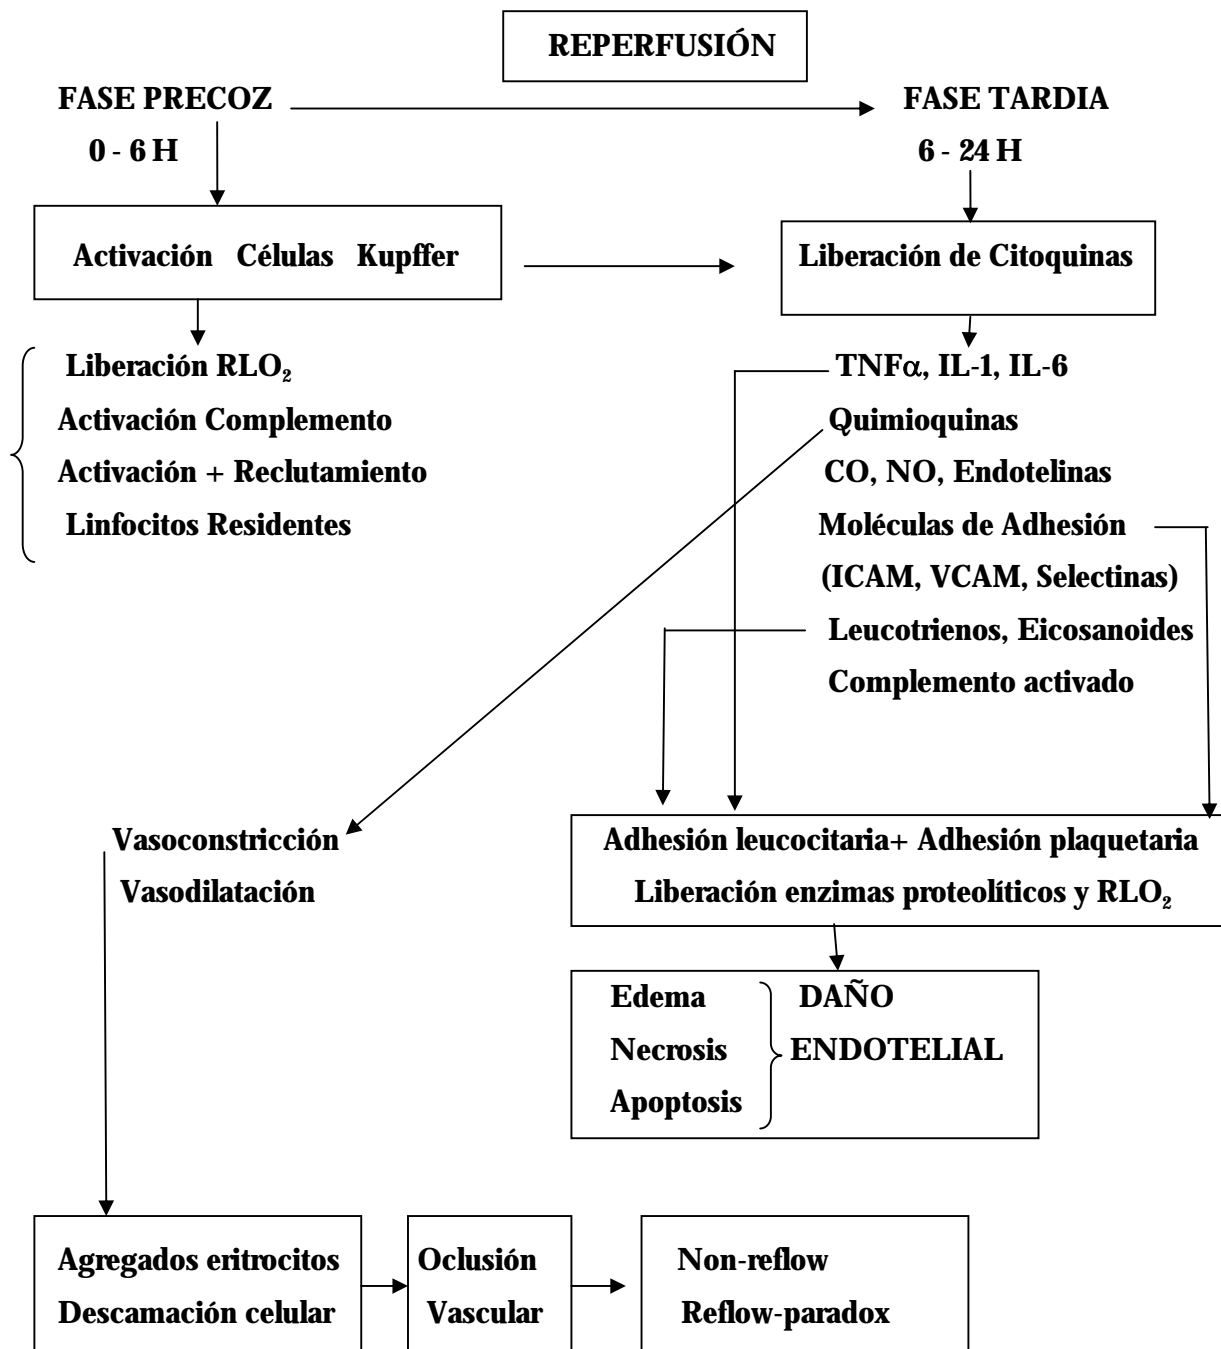 REPERFUSIÓN
FASE PRECOZ
0 - 6 H
FASE TARDIA
6 - 24 H
Activación Células Kupffer
Liberación de Citoquinas
Liberación RLO₂
Activación Complemento
Activación + Reclutamiento
Linfocitos Residentes
TNFα, IL-1, IL-6
Quimioquinas
CO, NO, Endotelinas
Moléculas de Adhesión
(ICAM, VCAM, Selectinas)
Leucotrienos, Eicosanoides
Complemento activado
Vasoconstricción
Vasodilatación
Adhesión leucocitaria+ Adhesión plaquetaria
Liberación enzimas proteolíticos y RLO₂
Edema
Necrosis
Apoptosis
DAÑO
ENDOTELIAL
Agregados eritrocitos
Descamación celular
Oclusión
Vascular
Non-reflow
Reflow-paradox